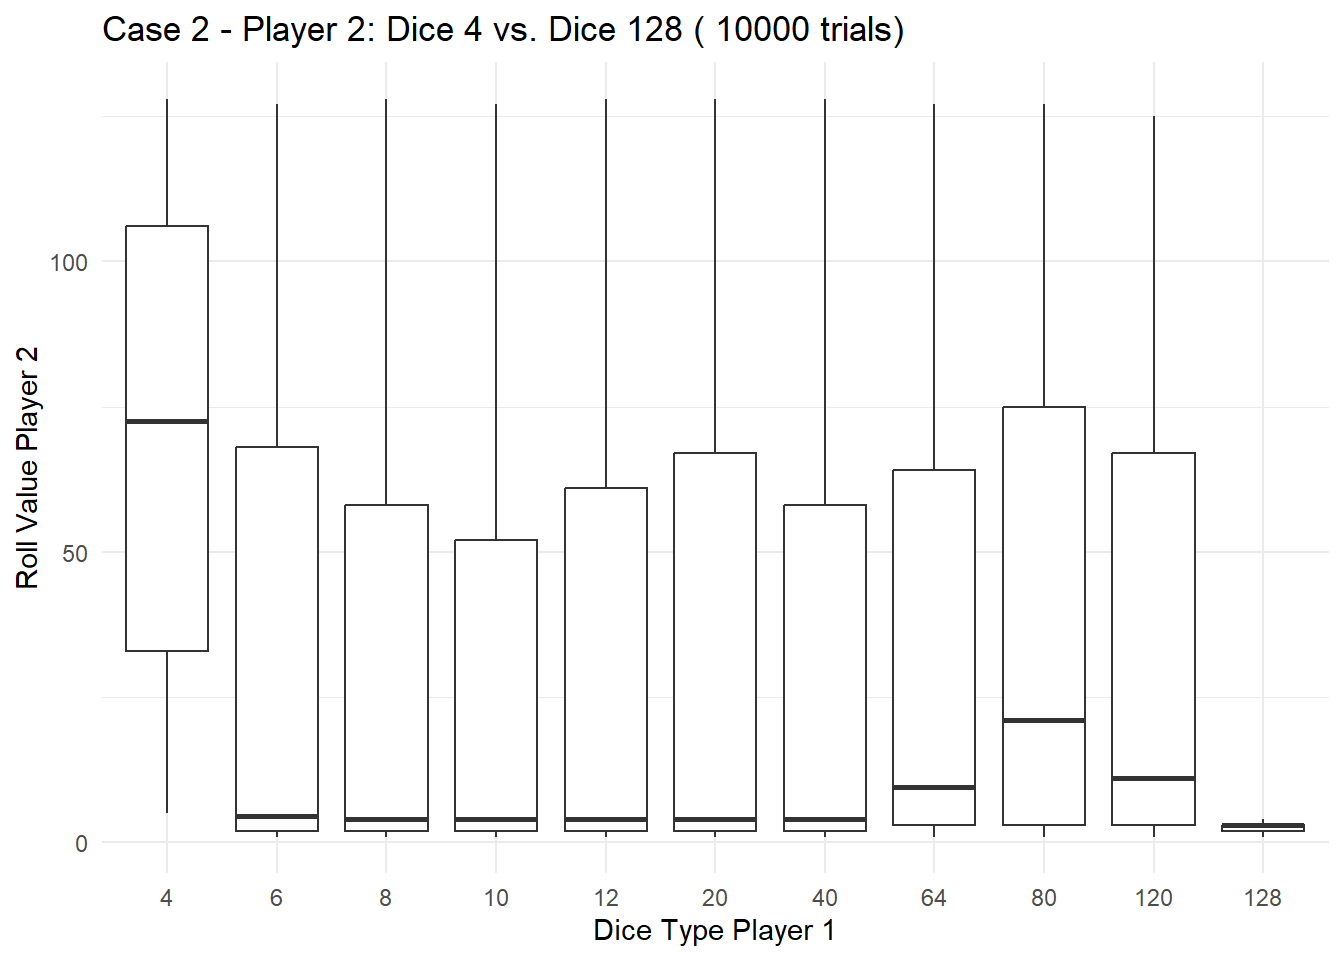 Case 2 - Player 2: Dice 4 vs. Dice 128 ( 10000 trials)
Roll Value Player 2
100
50
0
4 6 8 10 12 20 40 64 80 120 128
Dice Type Player 1